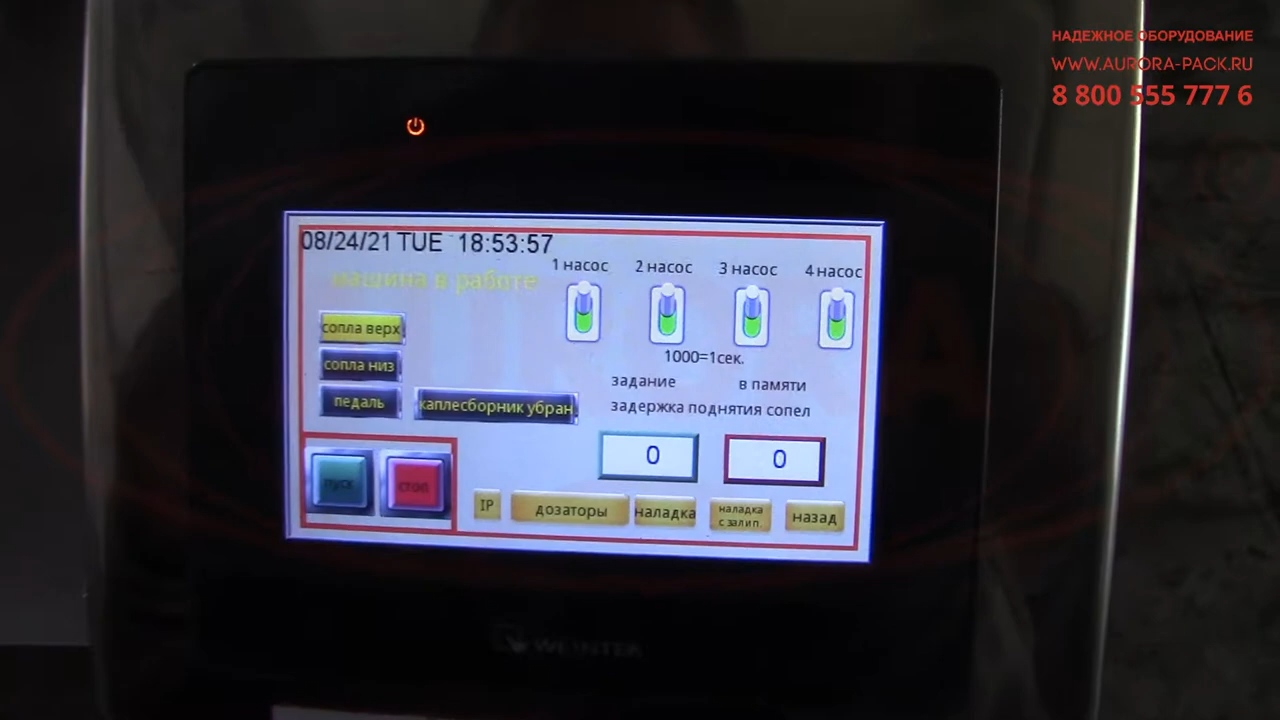 НАДЕЖНОЕ ОБОРУДОВАНИЕ
WWW.AURORA-PACK.RU
8 800 555 777 6
08/24/21 TUE 18:53:57
машина в работе
1 насос 2 насос 3 насос 4 насос
сопла верх
сопла низ
педаль
каплесборник убран.
1000=1сек.
задание в памяти
задержка поднятия сопел
0 0
пуск стоп
IP дозаторы наладка наладка с залип. назад
WEINTEK